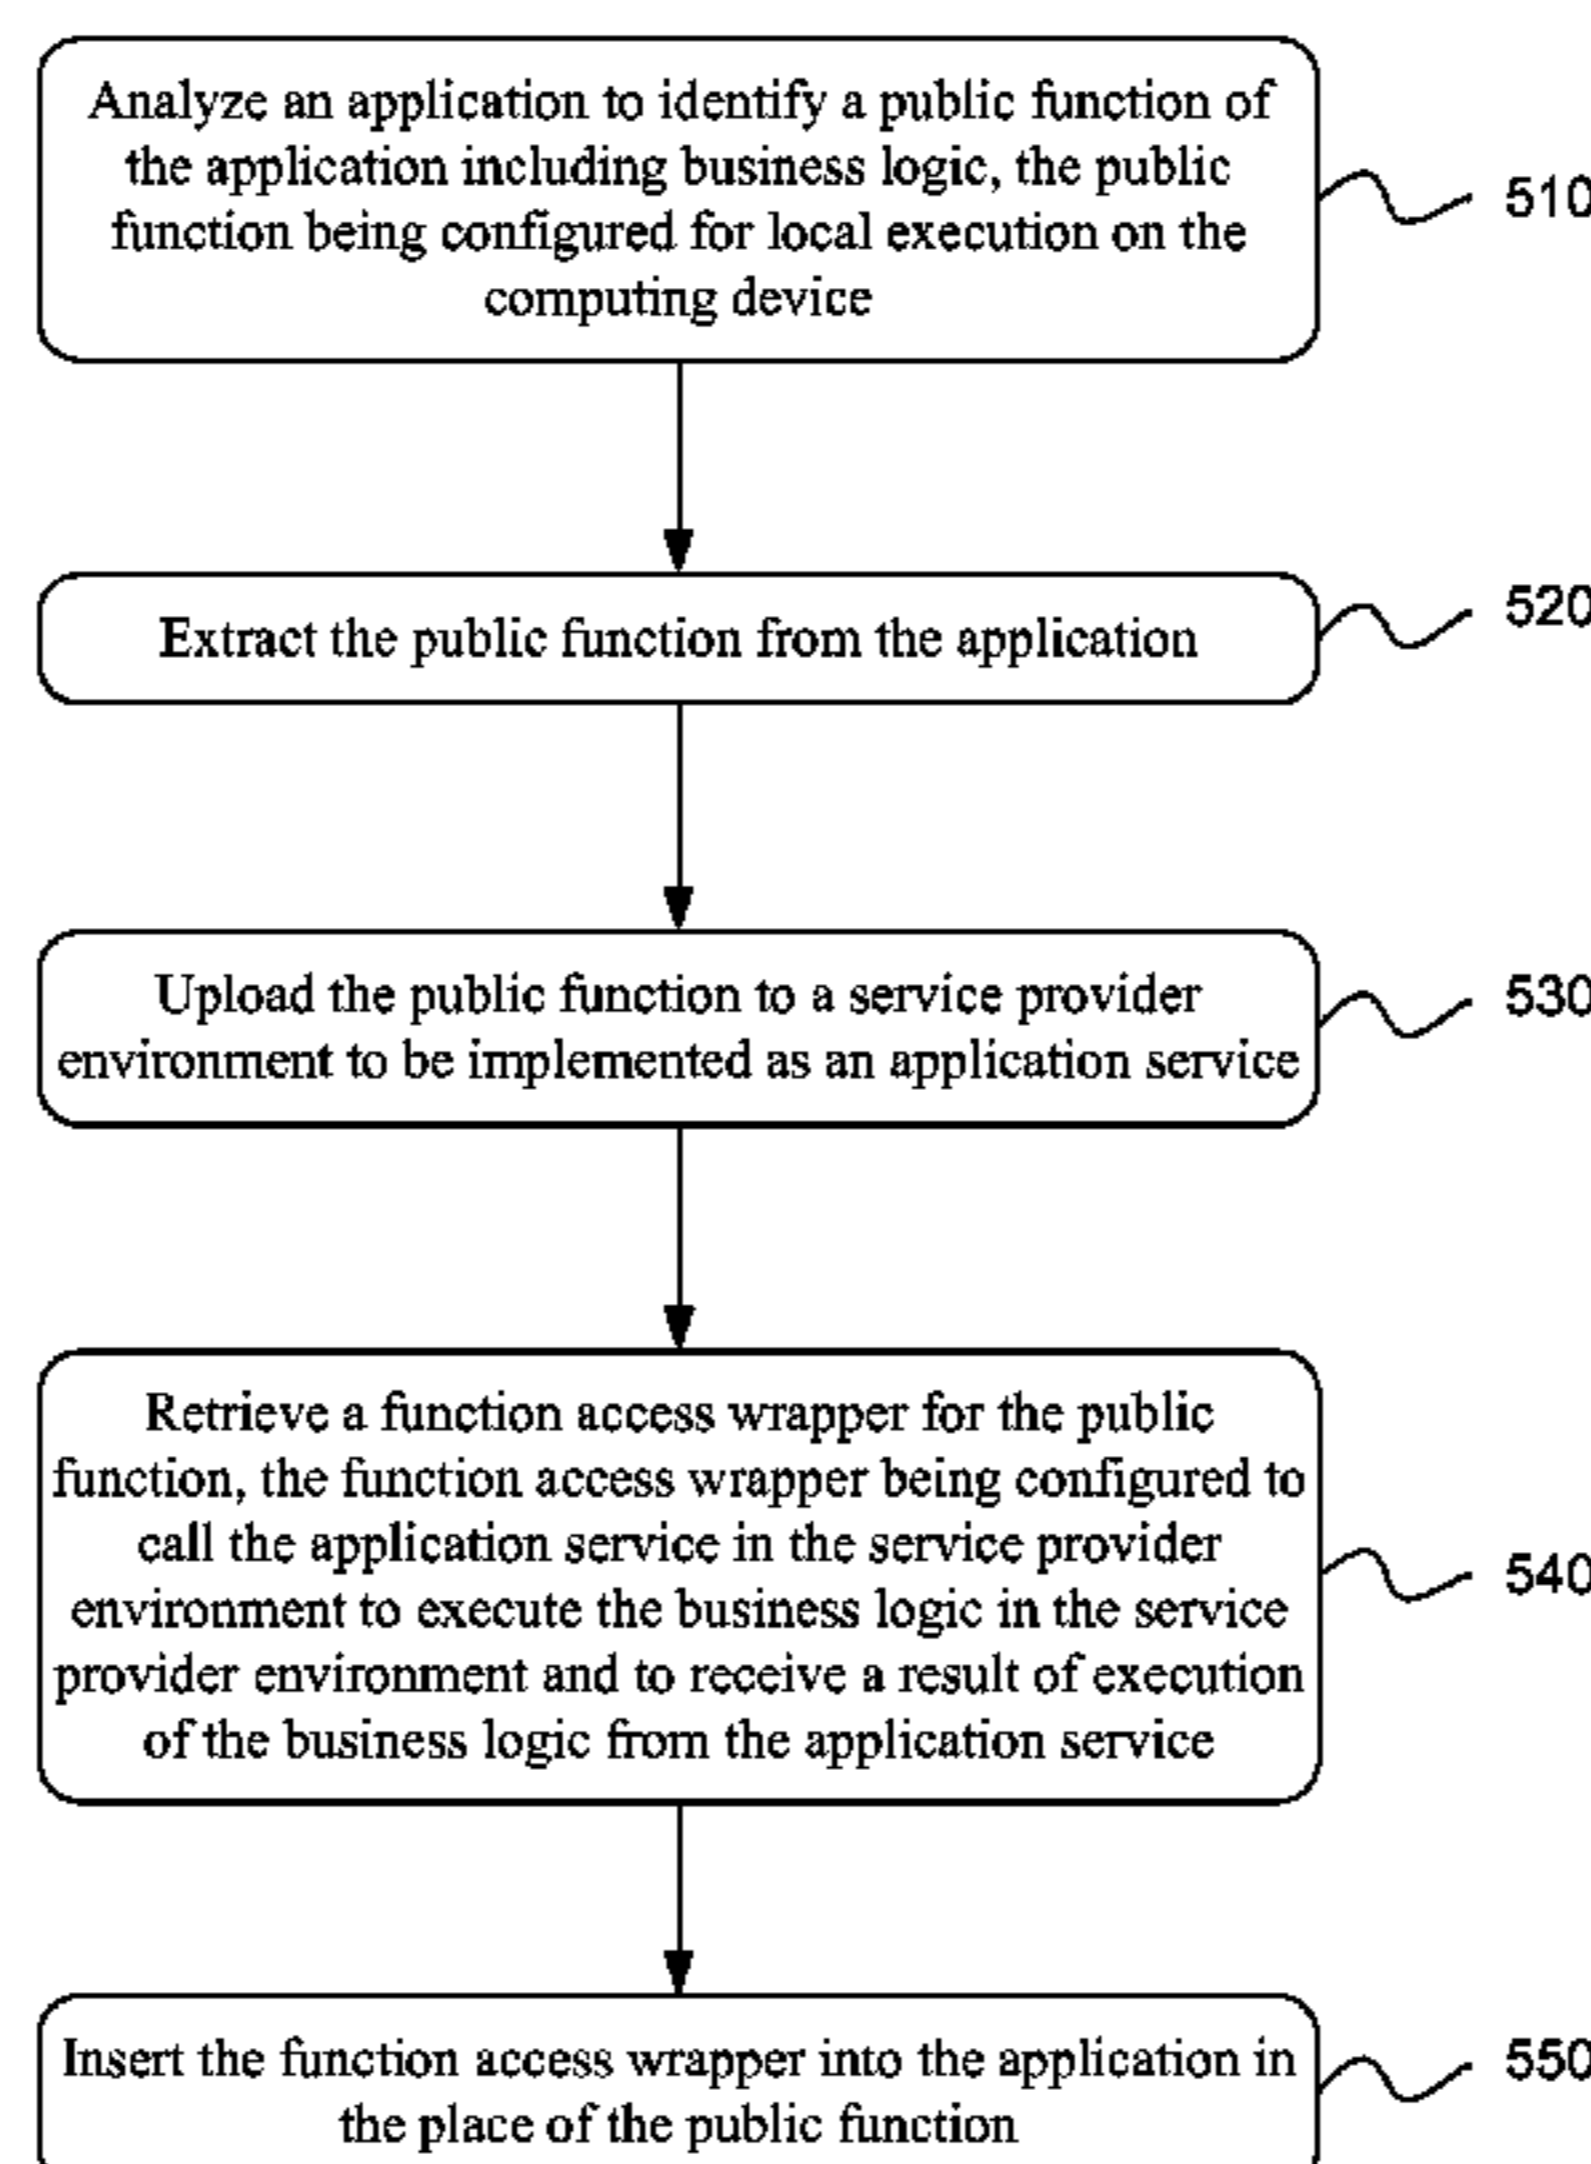 Analyze an application to identify a public function of
the application including business logic, the public
function being configured for local execution on the
computing device
510
Extract the public function from the application
520
Upload the public function to a service provider
environment to be implemented as an application service
530
Retrieve a function access wrapper for the public
function, the function access wrapper being configured to
call the application service in the service provider
environment to execute the business logic in the service
provider environment and to receive a result of execution
of the business logic from the application service
540
Insert the function access wrapper into the application in
the place of the public function
550